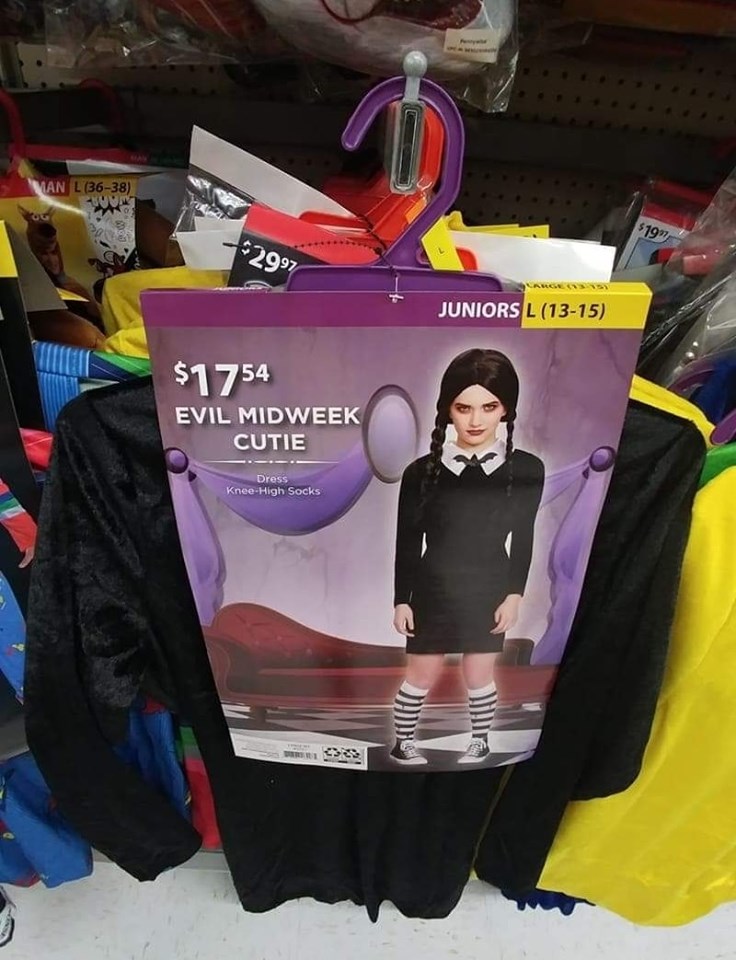 MAN L (36-38)
$29.97
$19.97
L
LARGE (13-15)
JUNIORS L (13-15)
$17.54
EVIL MIDWEEK
CUTIE
Dress
Knee-High Socks